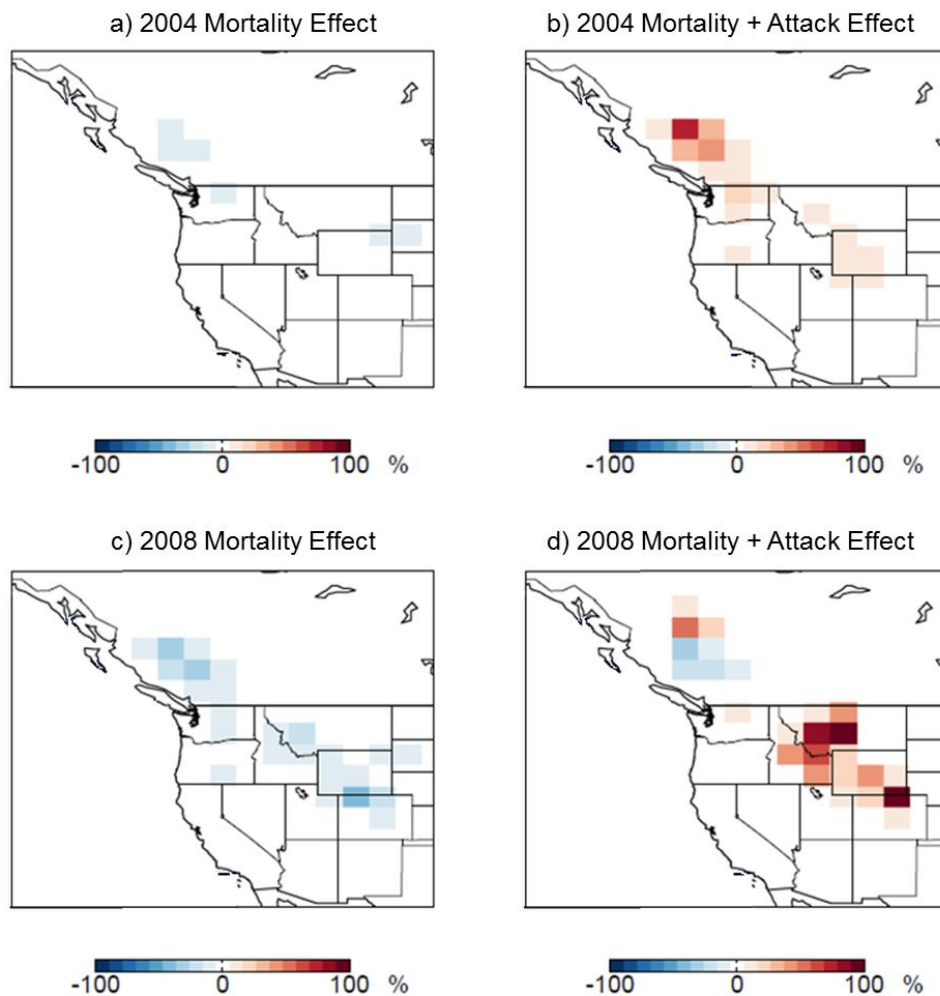 a) 2004 Mortality Effect
b) 2004 Mortality + Attack Effect
-100 0 100 %
-100 0 100 %
c) 2008 Mortality Effect
d) 2008 Mortality + Attack Effect
-100 0 100 %
-100 0 100 %